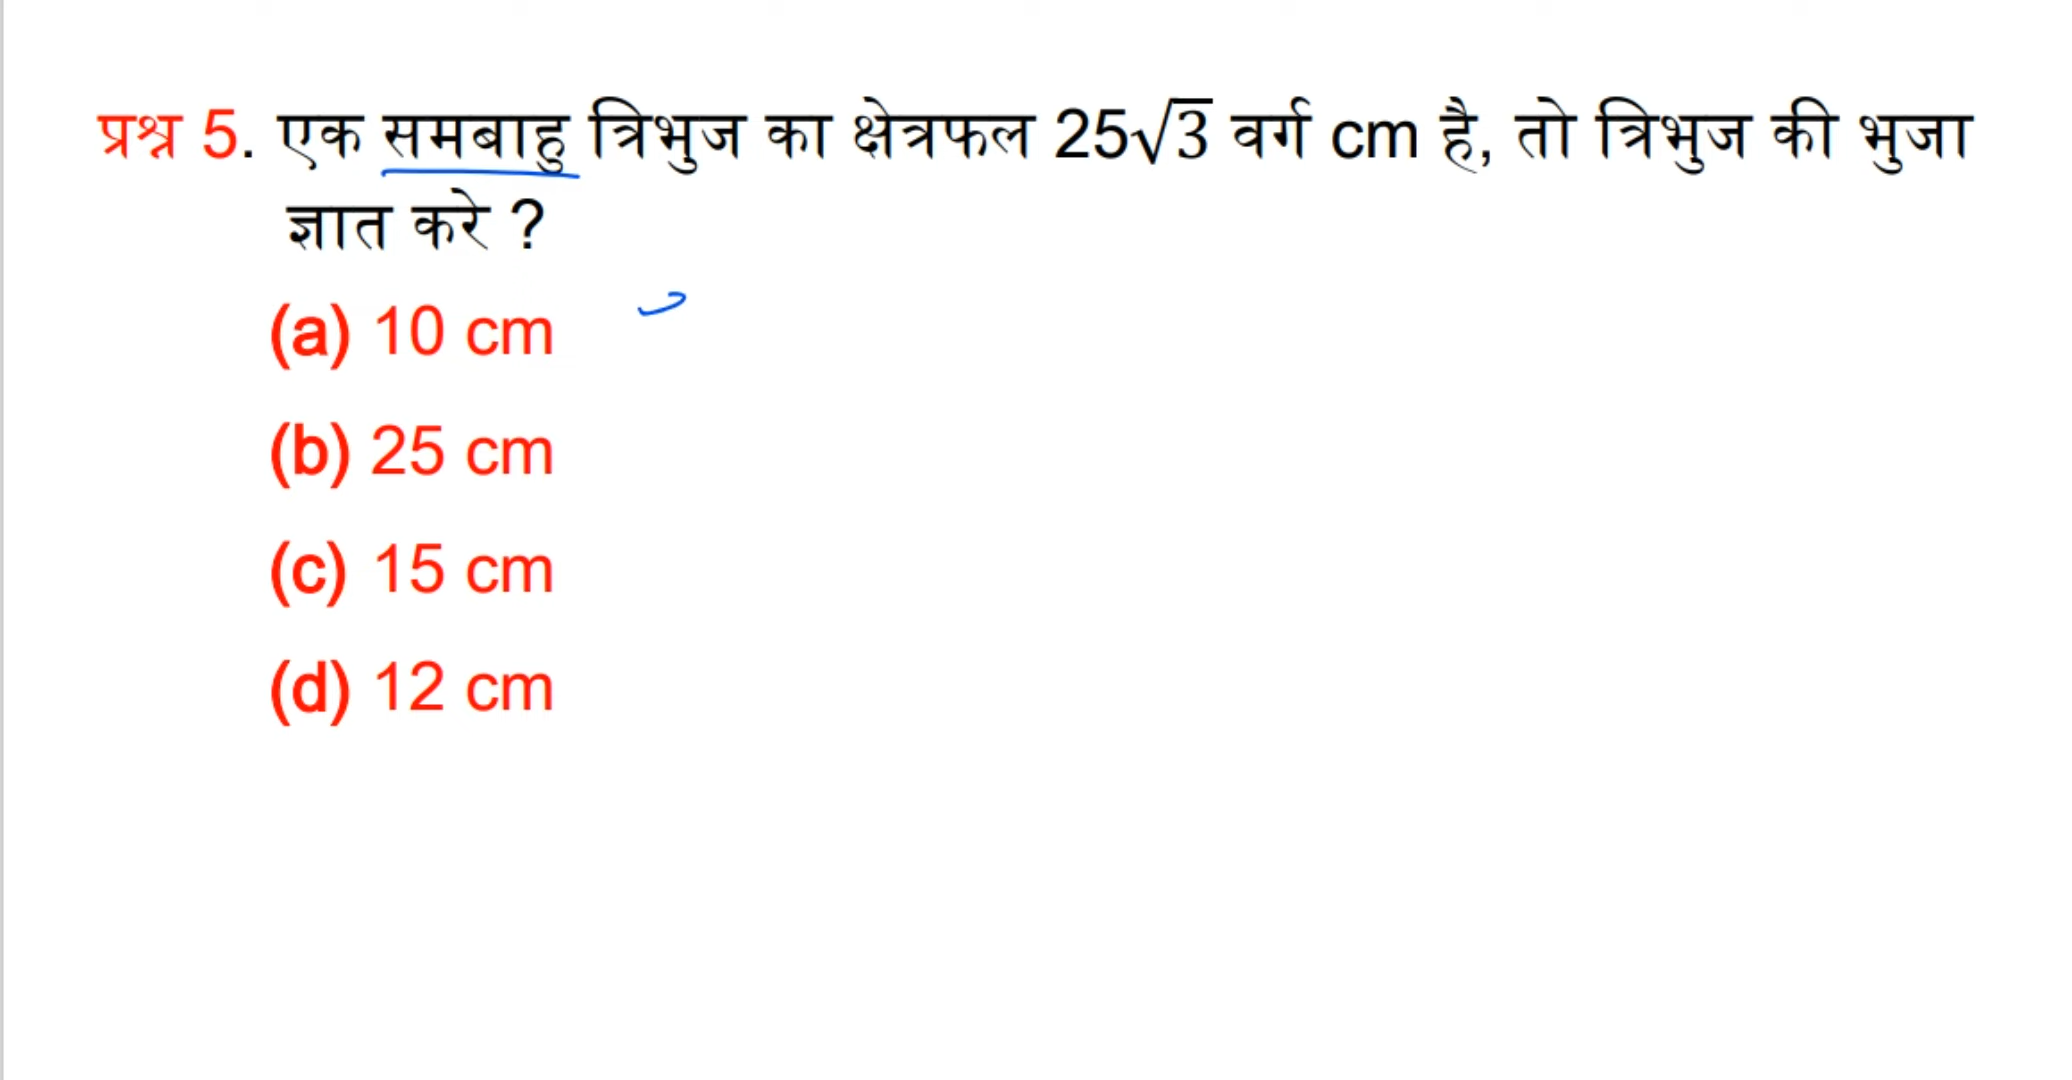 प्रश्न 5. एक समबाहु त्रिभुज का क्षेत्रफल 25√3 वर्ग cm है, तो त्रिभुज की भुजा
ज्ञात करे ?
(a) 10 cm
(b) 25 cm
(c) 15 cm
(d) 12 cm